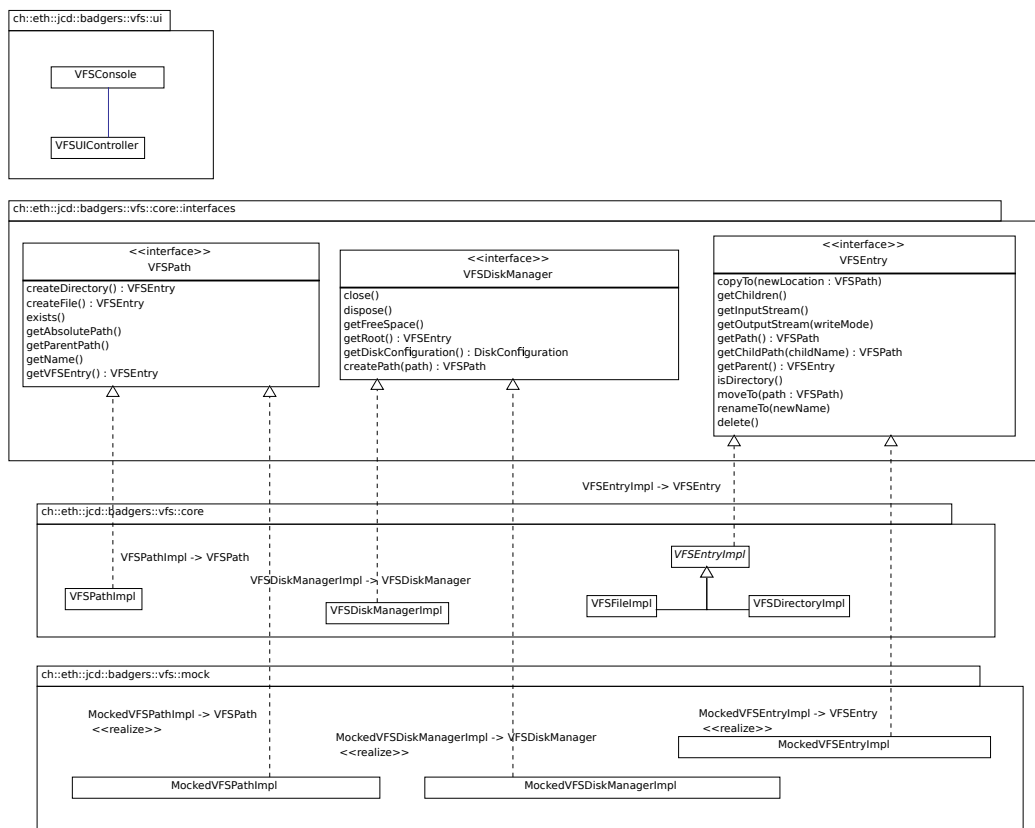 ch::eth::jcd::badgers::vfs::ui
VFSConsole
VFSUIController
ch::eth::jcd::badgers::vfs::core::interfaces
<<interface>>
VFSPath
createDirectory() : VFSEntry
createFile() : VFSEntry
exists()
getAbsolutePath()
getParentPath()
getName()
getVFSEntry() : VFSEntry
<<interface>>
VFSDiskManager
close()
dispose()
getFreeSpace()
getRoot() : VFSEntry
getDiskConfiguration() : DiskConfiguration
createPath(path) : VFSPath
<<interface>>
VFSEntry
copyTo(newLocation : VFSPath)
getChildren()
getInputStream()
getOutputStream(writeMode)
getPath() : VFSPath
getChildPath(childName) : VFSPath
getParent() : VFSEntry
isDirectory()
moveTo(path : VFSPath)
renameTo(newName)
delete()
VFSEntryImpl -> VFSEntry
ch::eth::jcd::badgers::vfs::core
VFSPathImpl -> VFSPath
VFSPathImpl
VFSDiskManagerImpl -> VFSDiskManager
VFSDiskManagerImpl
VFSEntryImpl
VFSFileImpl
VFSDirectoryImpl
ch::eth::jcd::badgers::vfs::mock
MockedVFSPathImpl -> VFSPath
<<realize>>
MockedVFSPathImpl
MockedVFSDiskManagerImpl -> VFSDiskManager
<<realize>>
MockedVFSDiskManagerImpl
MockedVFSEntryImpl -> VFSEntry
<<realize>>
MockedVFSEntryImpl